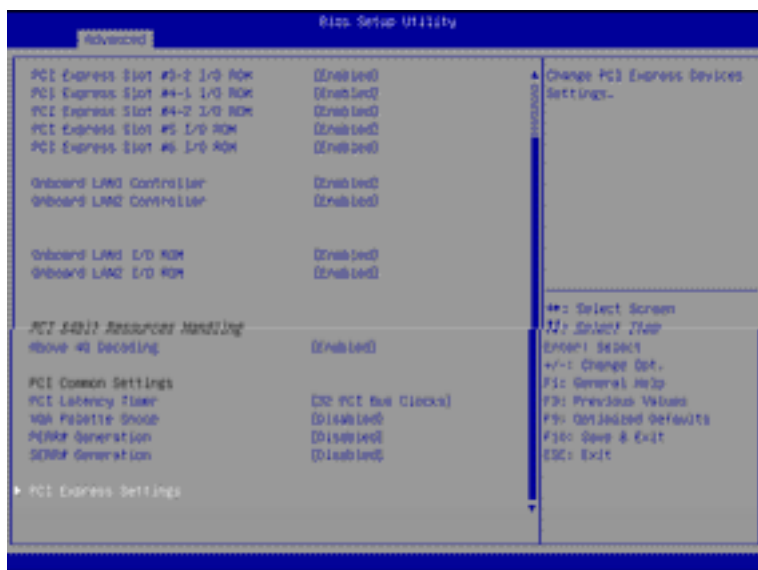 Bios Setup Utility
Advanced
PCI Express Slot #3-2 I/O ROM [Enabled]
PCI Express Slot #4-1 I/O ROM [Enabled]
PCI Express Slot #4-2 I/O ROM [Enabled]
PCI Express Slot #5 I/O ROM [Enabled]
PCI Express Slot #6 I/O ROM [Enabled]
Onboard LAN1 Controller [Enabled]
Onboard LAN2 Controller [Enabled]
Onboard LAN1 I/O ROM [Enabled]
Onboard LAN2 I/O ROM [Enabled]
PCI 64bit Resources Handling
Above 4G Decoding [Enabled]
PCI Common Settings
PCI Latency Timer [32 PCI Bus Clocks]
VGA Palette Snoop [Disabled]
PERR# Generation [Disabled]
SERR# Generation [Disabled]
PCI Express Settings
Change PCI Express Devices
Settings.
: Select Screen
: Select Item
Enter: Select
+/-: Change Opt.
F1: General Help
Previous Values
F9: Optimized Defaults
F10: Save & Exit
ESC: Exit